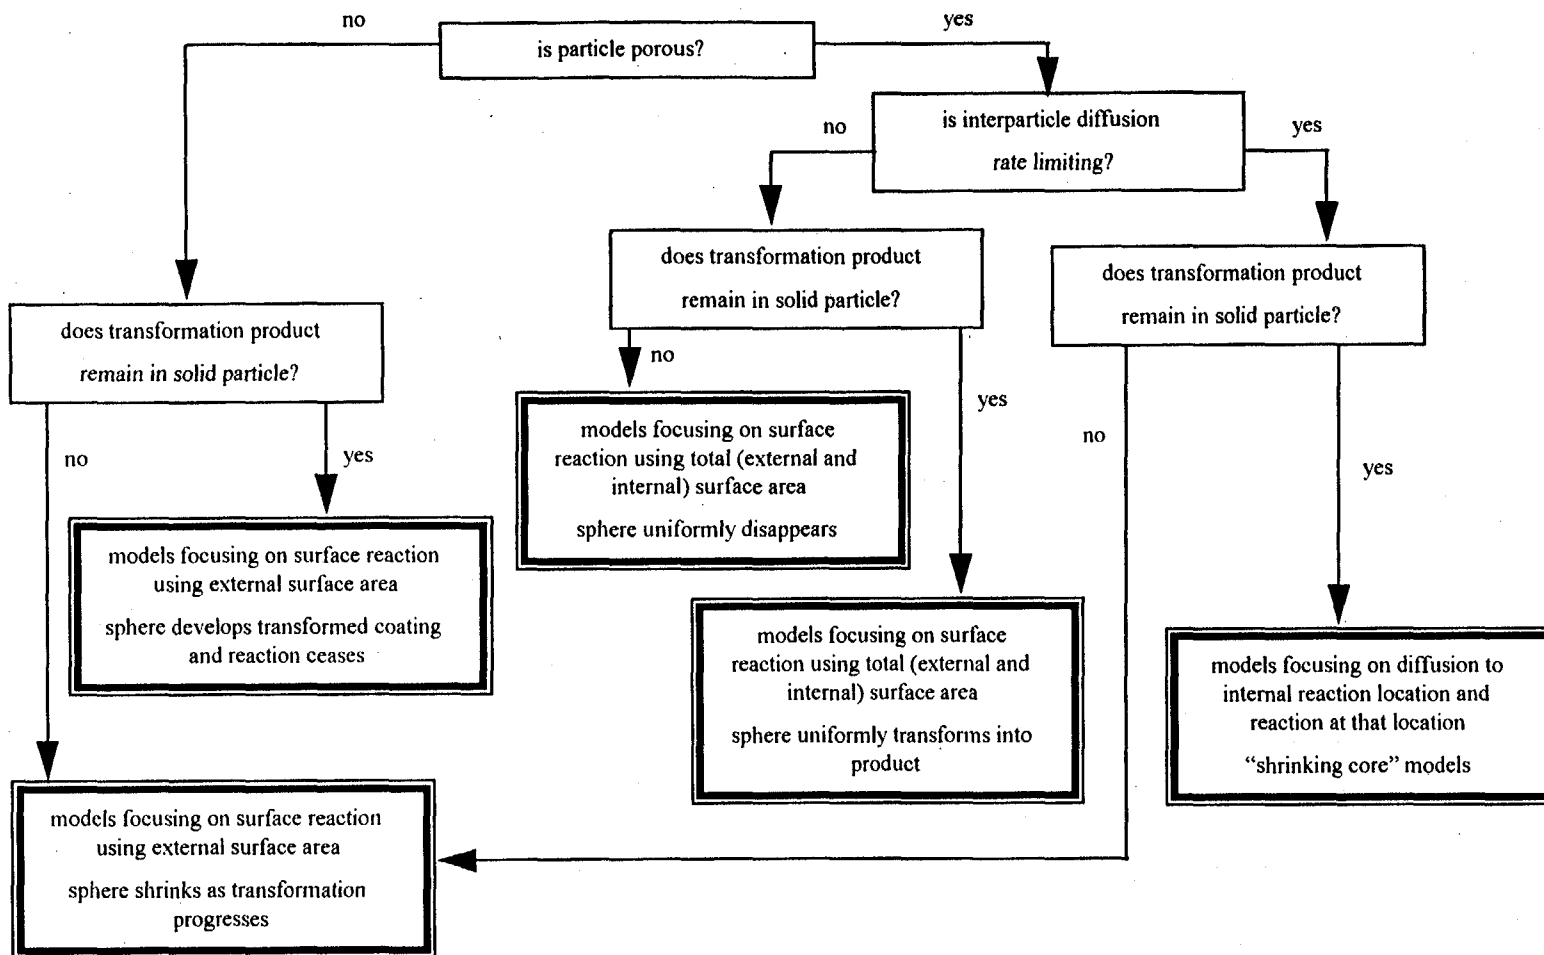 no
is particle porous?
yes
no
is interparticle diffusion
rate limiting?
yes
does transformation product
remain in solid particle?
does transformation product
remain in solid particle?
does transformation product
remain in solid particle?
no
yes
no
yes
no
yes
models focusing on surface
reaction using total (external and
internal) surface area
sphere uniformly disappears
models focusing on surface reaction
using external surface area
sphere develops transformed coating
and reaction ceases
models focusing on surface
reaction using total (external and
internal) surface area
sphere uniformly transforms into
product
models focusing on diffusion to
internal reaction location and
reaction at that location
“shrinking core” models
models focusing on surface reaction
using external surface area
sphere shrinks as transformation
progresses